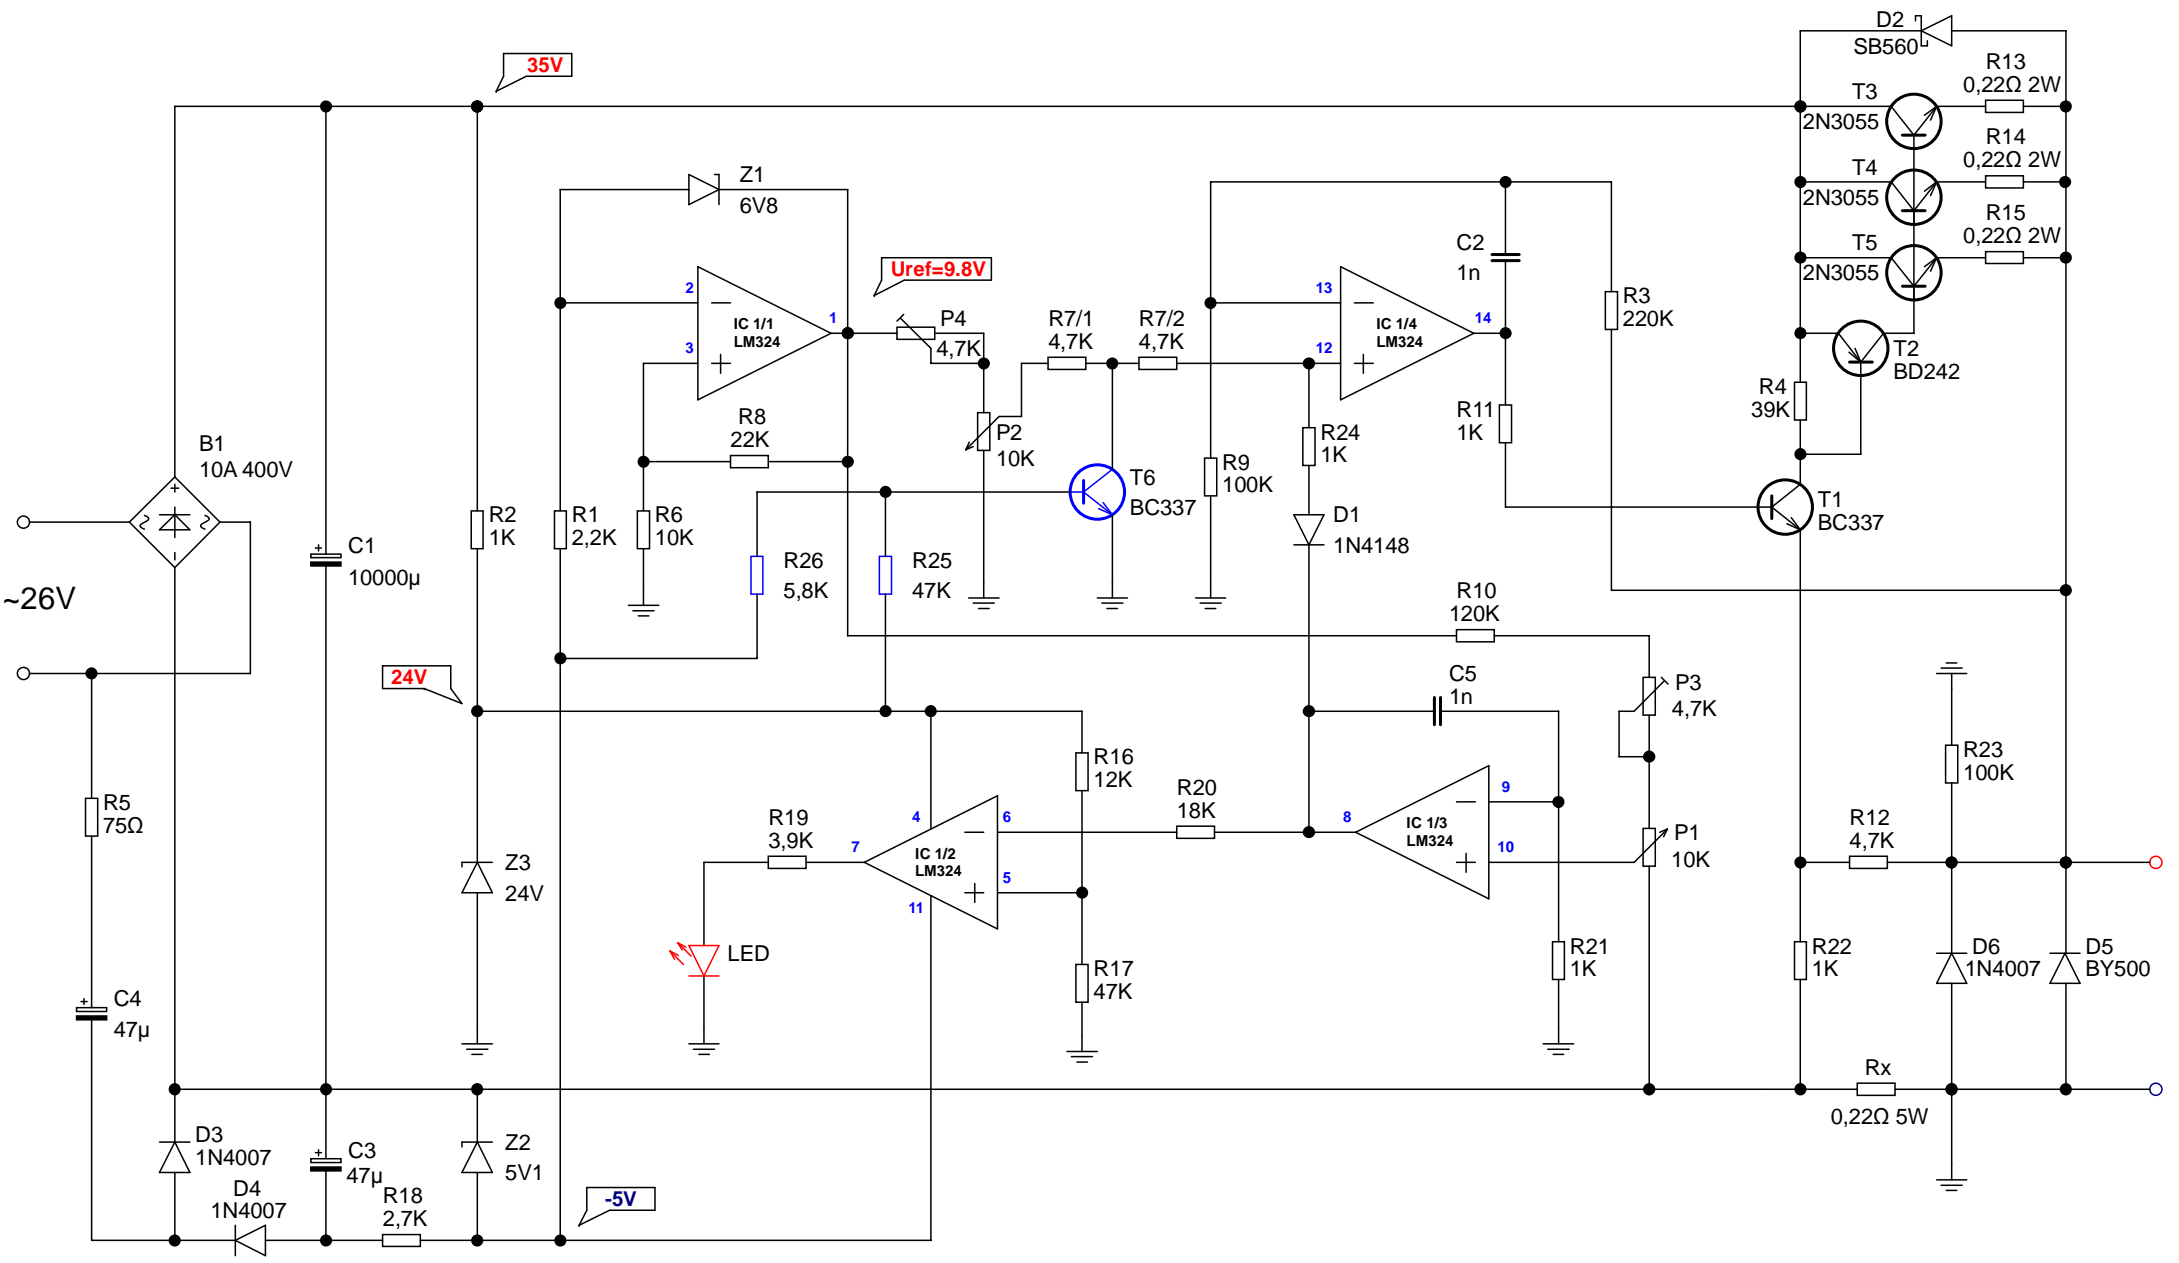 D2
SB560
35V
R13
0,22Ω 2W
T3
2N3055
R14
0,22Ω 2W
T4
2N3055
R15
0,22Ω 2W
T5
2N3055
Z1
6V8
Uref=9.8V
C2
1n
2
3
1
IC 1/1
LM324
P4
4,7K
R7/1
4,7K
R7/2
4,7K
13
12
14
IC 1/4
LM324
R3
220K
T2
BD242
R4
39K
R8
22K
P2
10K
R24
1K
R11
1K
B1
10A 400V
+
~
~
-
R9
100K
T6
BC337
T1
BC337
R2
1K
R1
2,2K
R6
10K
D1
1N4148
+
C1
10000µ
R26
5,8K
R25
47K
~26V
R10
120K
24V
C5
1n
P3
4,7K
R16
12K
R23
100K
R5
75Ω
R19
3,9K
R20
18K
4
6
7
IC 1/2
LM324
5
11
9
8
IC 1/3
LM324
10
P1
10K
R12
4,7K
Z3
24V
LED
R17
47K
R21
1K
R22
1K
D6
1N4007
D5
BY500
+
C4
47µ
Rx
0,22Ω 5W
D3
1N4007
+
C3
47µ
Z2
5V1
D4
1N4007
R18
2,7K
-5V